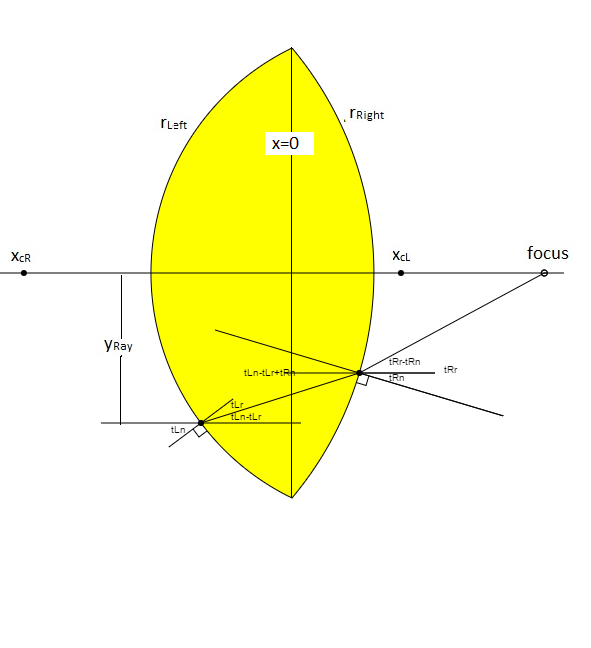 rLeft
rRight
x=0
xcR
xcL
focus
yRay
tRr-tRn
tLn-tLr+tRn
tRr
tRn
tLr
tLn-tLr
tLn